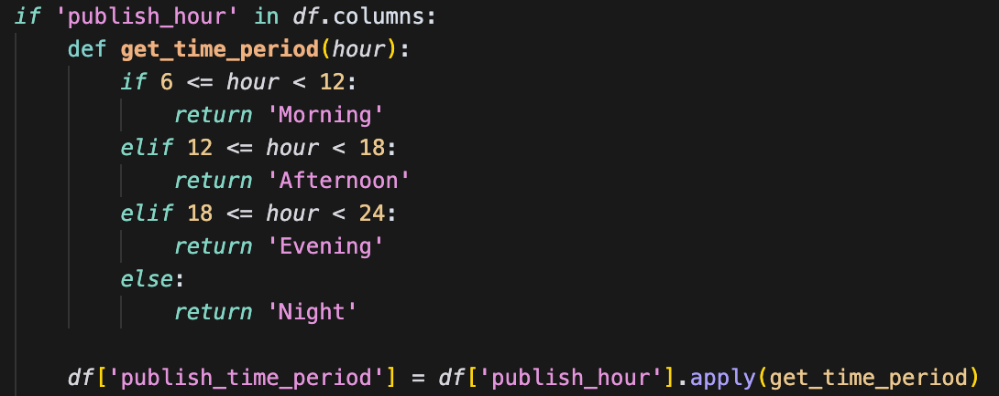 if 'publish_hour' in df.columns:
    def get_time_period(hour):
        if 6 <= hour < 12:
            return 'Morning'
        elif 12 <= hour < 18:
            return 'Afternoon'
        elif 18 <= hour < 24:
            return 'Evening'
        else:
            return 'Night'
    df['publish_time_period'] = df['publish_hour'].apply(get_time_period)